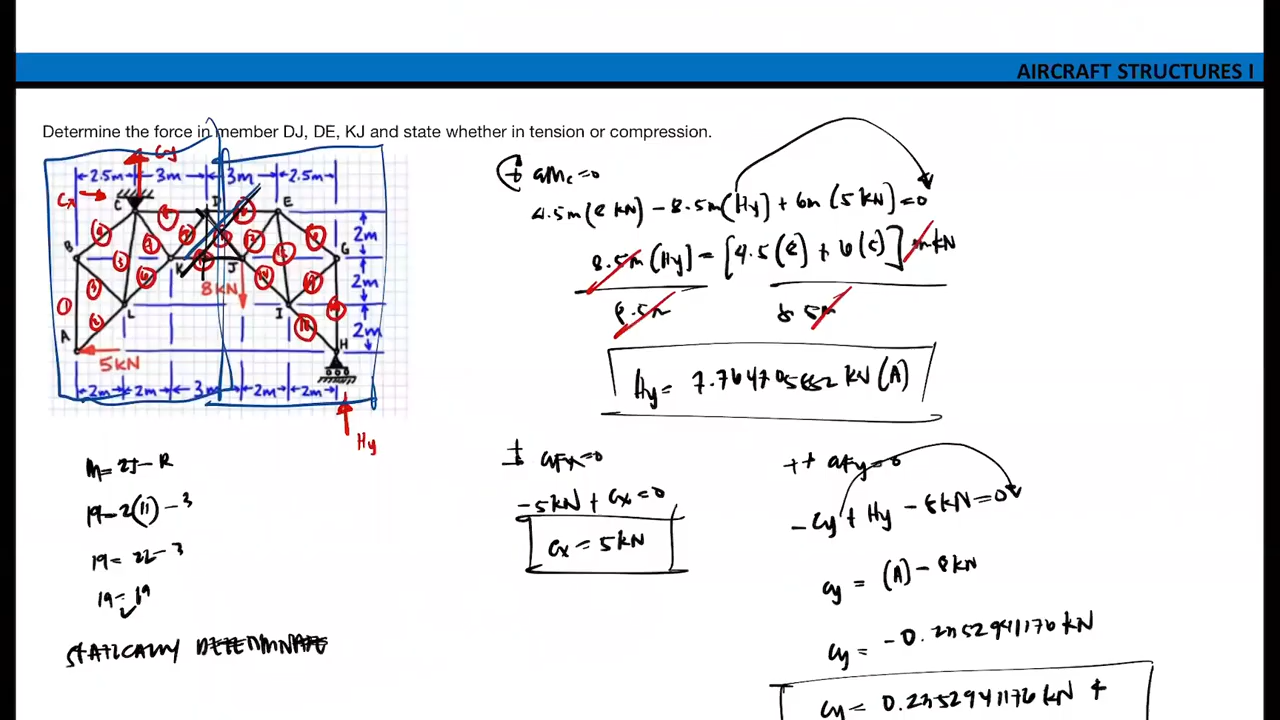 AIRCRAFT STRUCTURES I
Determine the force in member DJ, DE, KJ and state whether in tension or compression.
Cy
2.5m 3m 3m 2.5m
Cx
C D E
B K J G
2m
8kN
2m
L I
2m
A H
5kN
2m 2m 3m 2m 2m
Hy
M= 2J - R
19 - 2(11) - 3
19 = 22 - 3
19 = 19
STATICALLY DETERMINATE
+ ΣMc=0
4.5m (8 kN) - 8.5m (Hy) + 6m (5 kN) = 0
8.5m (Hy) = [4.5(8) + 6(5)] m kN
8.5m 8.5m
Hy = 7.764705882 kN (A)
+ ΣFx=0
-5kN + Cx = 0
Cx = 5kN
+↑ ΣFy=0
- Cy + Hy - 8kN = 0
Cy = (A) - 8kN
Cy = -0.2352941176 kN
Cy = 0.2352941176 kN ↑